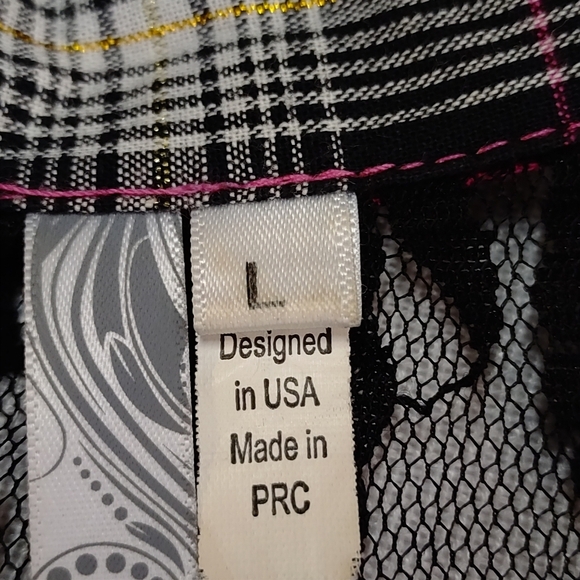 L
Designed
in USA
Made in
PRC